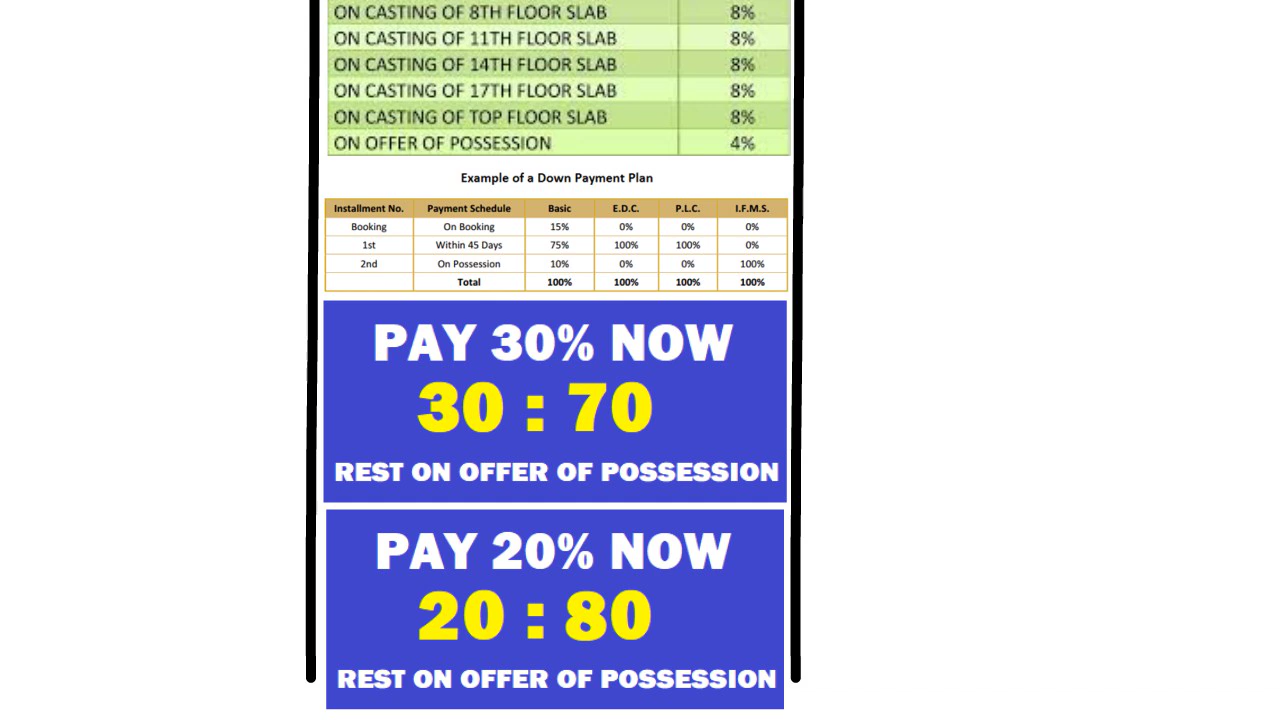 ON CASTING OF 8TH FLOOR SLAB 8%
ON CASTING OF 11TH FLOOR SLAB 8%
ON CASTING OF 14TH FLOOR SLAB 8%
ON CASTING OF 17TH FLOOR SLAB 8%
ON CASTING OF TOP FLOOR SLAB 8%
ON OFFER OF POSSESSION 4%
Example of a Down Payment Plan
Installment No. Payment Schedule Basic E.D.C. P.L.C. I.F.M.S.
Booking On Booking 15% 0% 0% 0%
1st Within 45 Days 75% 100% 100% 0%
2nd On Possession 10% 0% 0% 100%
Total 100% 100% 100% 100%
PAY 30% NOW
30 : 70
REST ON OFFER OF POSSESSION
PAY 20% NOW
20 : 80
REST ON OFFER OF POSSESSION